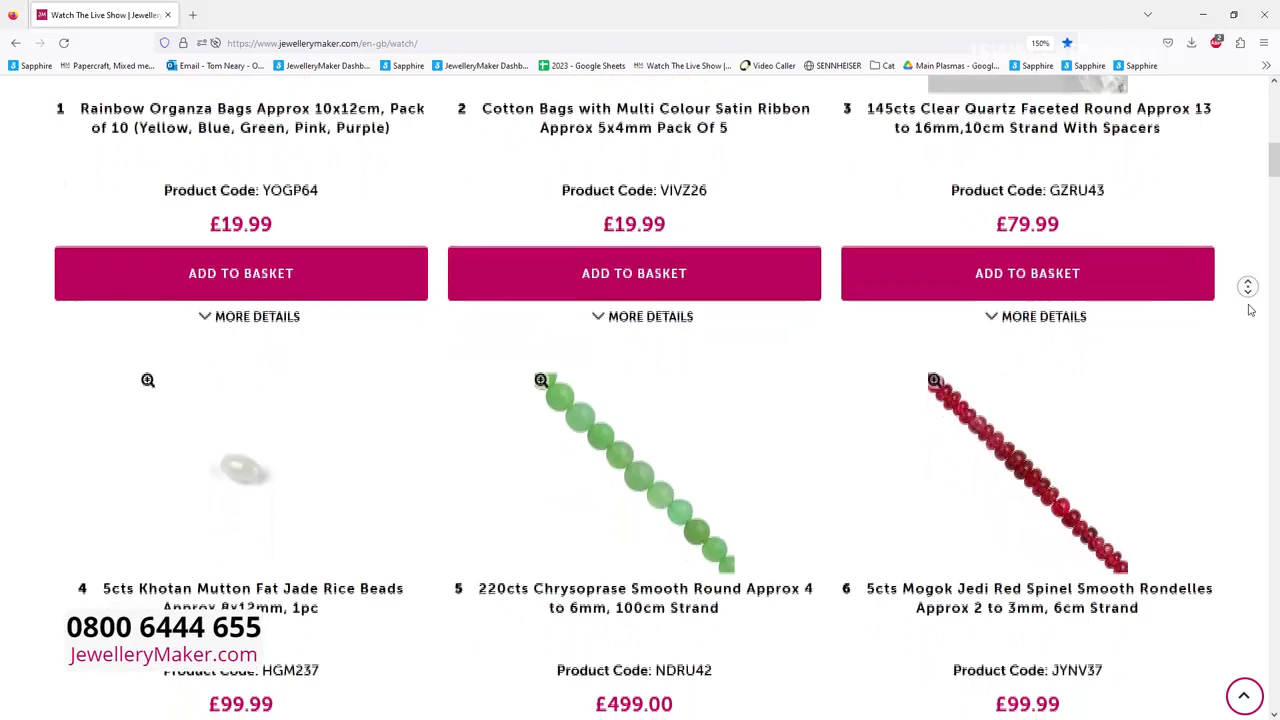 Watch The Live Show | Jewellery
https://www.jewellerymaker.com/en-gb/watch/
150%
2
Sapphire
Papercraft, Mixed me...
Email - Tom Neary - O...
JewelleryMaker Dashb...
Sapphire
JewelleryMaker Dashb...
2023 - Google Sheets
Watch The Live Show |...
Video Caller
SENNHEISER
Cat
Main Plasmas - Googl...
Sapphire
Sapphire
Sapphire
1 Rainbow Organza Bags Approx 10x12cm, Pack
of 10 (Yellow, Blue, Green, Pink, Purple)
Product Code: YOGP64
£19.99
ADD TO BASKET
MORE DETAILS
2 Cotton Bags with Multi Colour Satin Ribbon
Approx 5x4mm Pack Of 5
Product Code: VIVZ26
£19.99
ADD TO BASKET
MORE DETAILS
3 145cts Clear Quartz Faceted Round Approx 13
to 16mm,10cm Strand With Spacers
Product Code: GZRU43
£79.99
ADD TO BASKET
MORE DETAILS
4 5cts Khotan Mutton Fat Jade Rice Beads
Approx 8x12mm, 1pc
Product Code: HGM237
£99.99
5 220cts Chrysoprase Smooth Round Approx 4
to 6mm, 100cm Strand
Product Code: NDRU42
£499.00
6 5cts Mogok Jedi Red Spinel Smooth Rondelles
Approx 2 to 3mm, 6cm Strand
Product Code: JYNV37
£99.99
0800 6444 655
JewelleryMaker.com